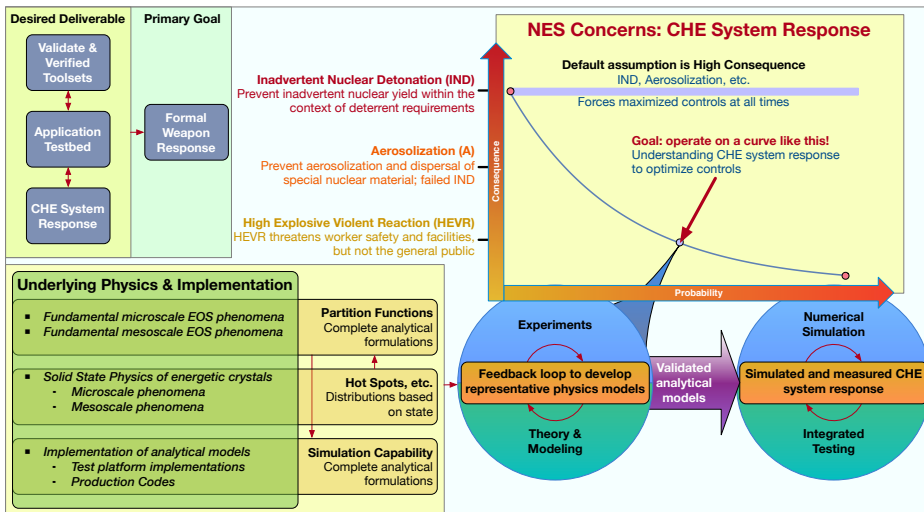 Desired Deliverable
Primary Goal
Validate &
Verified
Toolsets
Application
Testbed
CHE System
Response
Formal
Weapon
Response
NES Concerns: CHE System Response
Inadvertent Nuclear Detonation (IND)
Prevent inadvertent nuclear yield within the
context of deterrent requirements
Aerosolization (A)
Prevent aerosolization and dispersal of
special nuclear material; failed IND
High Explosive Violent Reaction (HEVR)
HEVR threatens worker safety and facilities,
but not the general public
Consequence
Default assumption is High Consequence
IND, Aerosolization, etc.
Forces maximized controls at all times
Goal: operate on a curve like this!
Understanding CHE system response
to optimize controls
Probability
Underlying Physics & Implementation
▪ Fundamental microscale EOS phenomena
▪ Fundamental mesoscale EOS phenomena
Partition Functions
Complete analytical
formulations
▪ Solid State Physics of energetic crystals
- Microscale phenomena
- Mesoscale phenomena
Hot Spots, etc.
Distributions based
on state
▪ Implementation of analytical models
- Test platform implementations
- Production Codes
Simulation Capability
Complete analytical
formulations
Experiments
Feedback loop to develop
representative physics models
Theory &
Modeling
Validated
analytical
models
Numerical
Simulation
Simulated and measured CHE
system response
Integrated
Testing